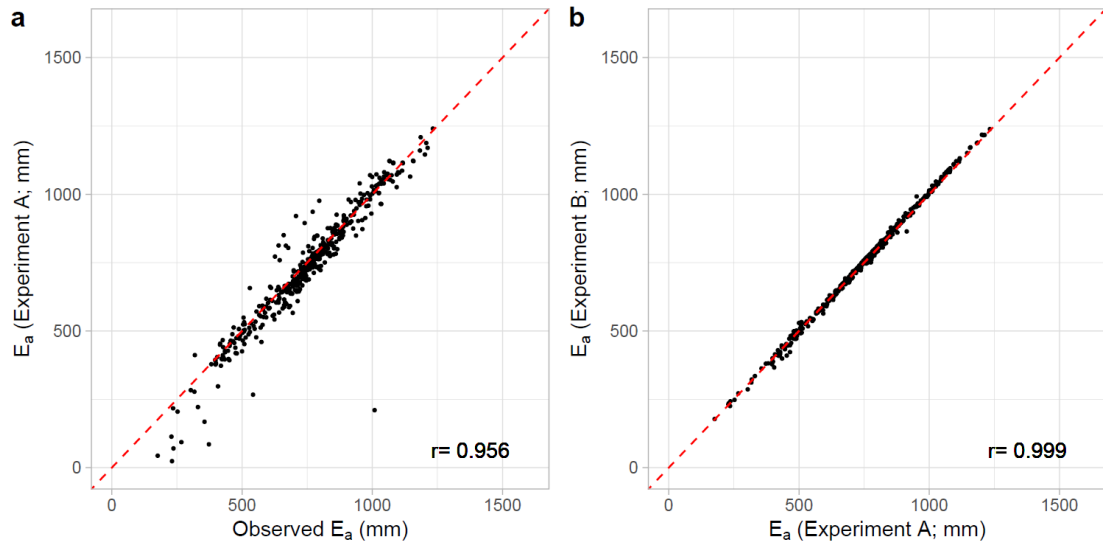 a
1500
1000
500
0
Eₐ (Experiment A; mm)
r= 0.956
0 500 1000 1500
Observed Eₐ (mm)
b
1500
1000
500
0
Eₐ (Experiment B; mm)
r= 0.999
0 500 1000 1500
Eₐ (Experiment A; mm)